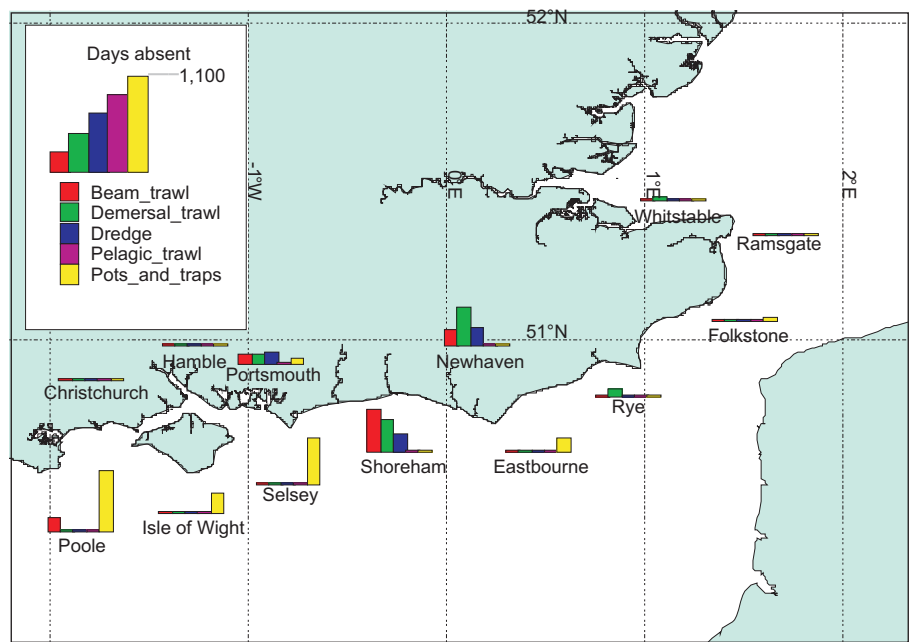 52°N
Days absent
1,100
Beam_trawl
Demersal_trawl
Dredge
Pelagic_trawl
Pots_and_traps
-1°W
0°E
1°E
2°E
Whitstable
Ramsgate
51°N
Folkstone
Hamble
Portsmouth
Newhaven
Christchurch
Rye
Shoreham
Eastbourne
Selsey
Isle of Wight
Poole